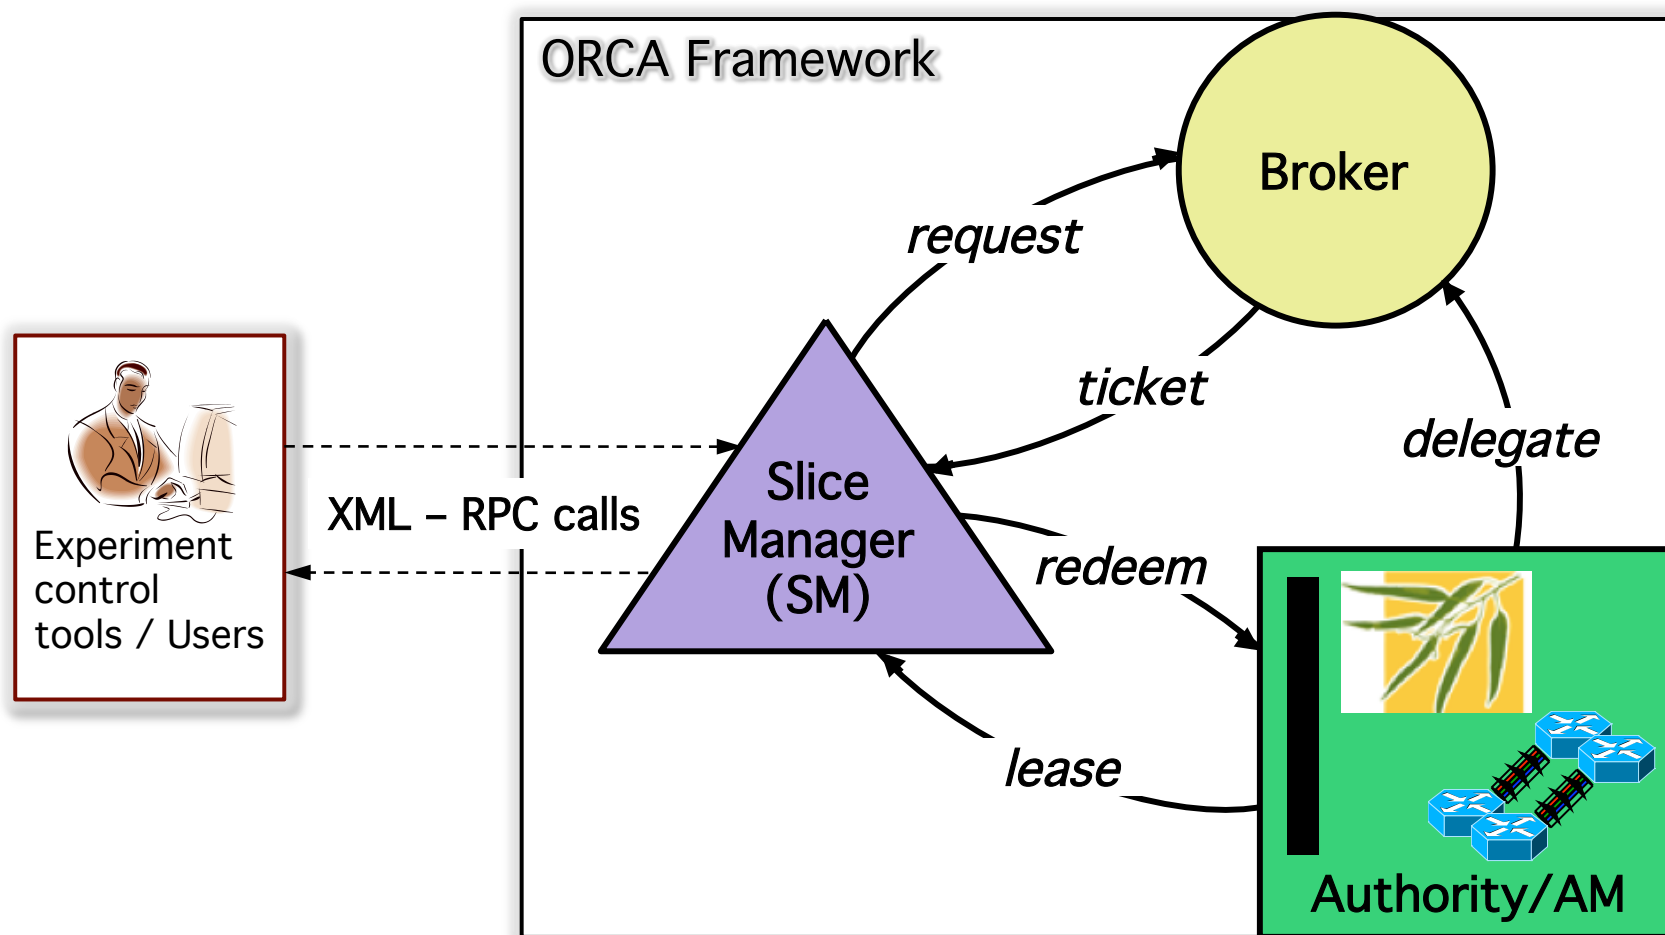 ORCA Framework
Broker
request
ticket
delegate
Slice
Manager
(SM)
XML – RPC calls
Experiment
control
tools / Users
redeem
lease
Authority/AM